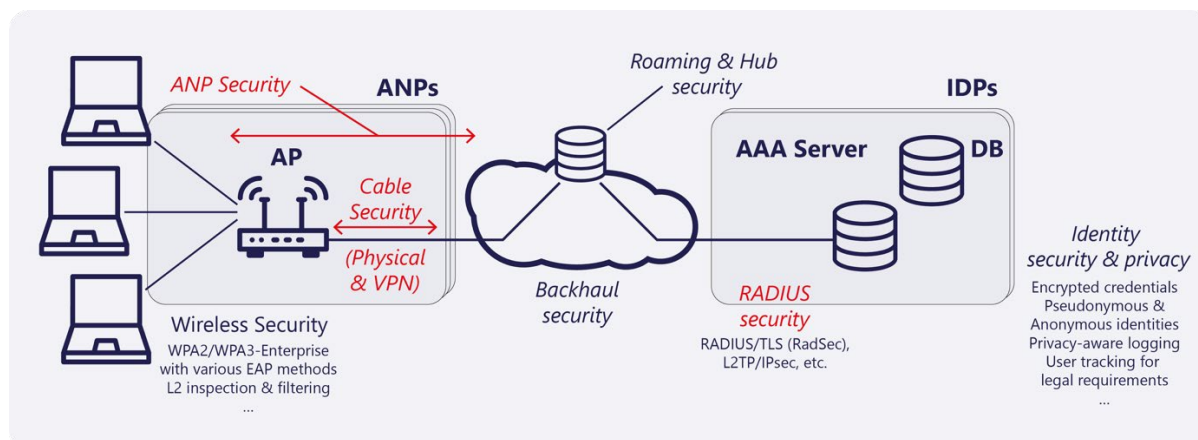 Roaming & Hub
security
ANP Security
ANPs
IDPs
AP
AAA Server
DB
Cable
Security
(Physical
& VPN)
Identity
security & privacy
Backhaul
security
RADIUS
security
Encrypted credentials
Pseudonymous &
Anonymous identities
Privacy-aware logging
User tracking for
legal requirements
...
Wireless Security
WPA2/WPA3-Enterprise
with various EAP methods
L2 inspection & filtering
...
RADIUS/TLS (RadSec),
L2TP/IPsec, etc.